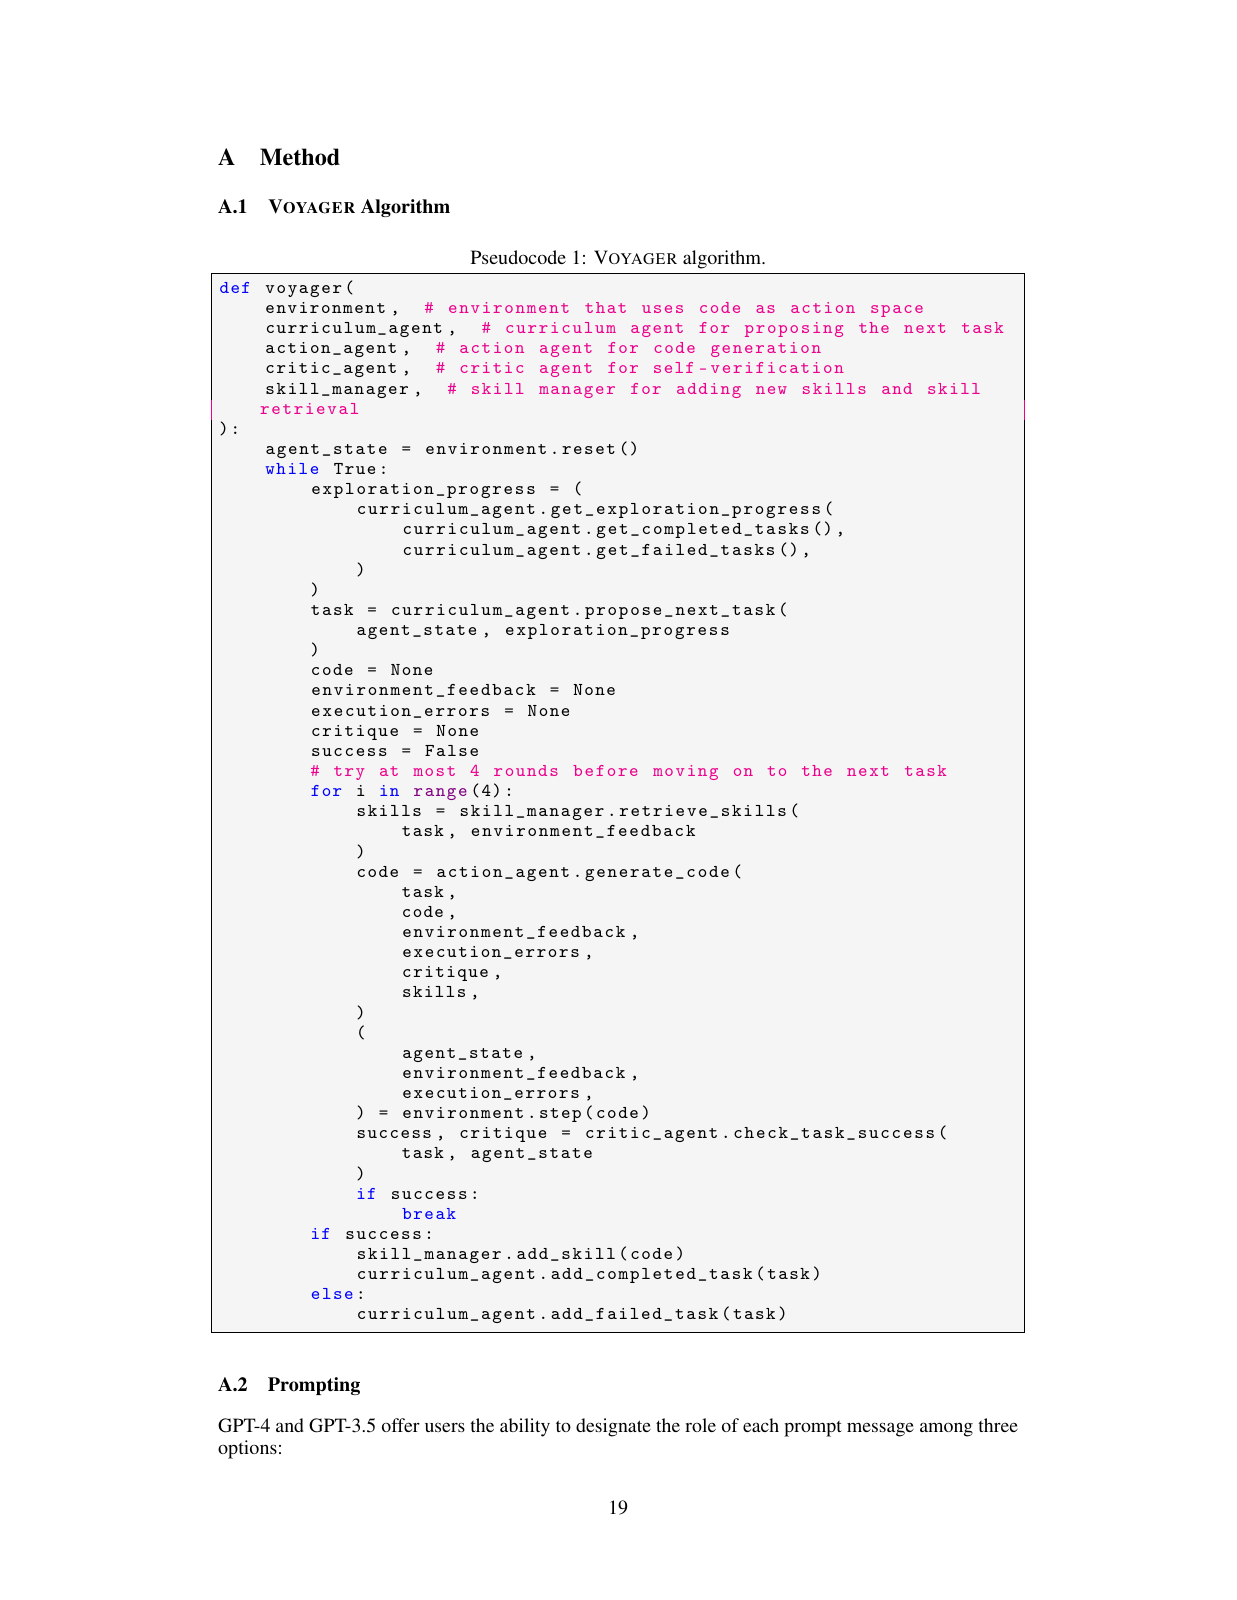 A Method
A.1 VOYAGER Algorithm
Pseudocode 1: VOYAGER algorithm.
def voyager(
    environment,  # environment that uses code as action space
    curriculum_agent,  # curriculum agent for proposing the next task
    action_agent,  # action agent for code generation
    critic_agent,  # critic agent for self-verification
    skill_manager,  # skill manager for adding new skills and skill
    retrieval
):
    agent_state = environment.reset()
    while True:
        exploration_progress = (
            curriculum_agent.get_exploration_progress(
                curriculum_agent.get_completed_tasks(),
                curriculum_agent.get_failed_tasks(),
            )
        )
        task = curriculum_agent.propose_next_task(
            agent_state, exploration_progress
        )
        code = None
        environment_feedback = None
        execution_errors = None
        critique = None
        success = False
        # try at most 4 rounds before moving on to the next task
        for i in range(4):
            skills = skill_manager.retrieve_skills(
                task, environment_feedback
            )
            code = action_agent.generate_code(
                task,
                code,
                environment_feedback,
                execution_errors,
                critique,
                skills,
            )
            (
                agent_state,
                environment_feedback,
                execution_errors,
            ) = environment.step(code)
            success, critique = critic_agent.check_task_success(
                task, agent_state
            )
            if success:
                break
        if success:
            skill_manager.add_skill(code)
            curriculum_agent.add_completed_task(task)
        else:
            curriculum_agent.add_failed_task(task)
A.2 Prompting
GPT-4 and GPT-3.5 offer users the ability to designate the role of each prompt message among three
options:
19